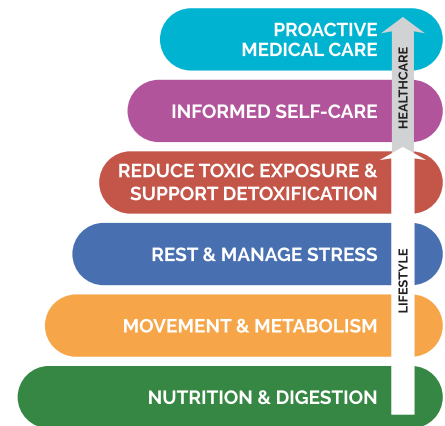 PROACTIVE
MEDICAL CARE
HEALTHCARE
INFORMED SELF-CARE
REDUCE TOXIC EXPOSURE &
SUPPORT DETOXIFICATION
REST & MANAGE STRESS
LIFESTYLE
MOVEMENT & METABOLISM
NUTRITION & DIGESTION